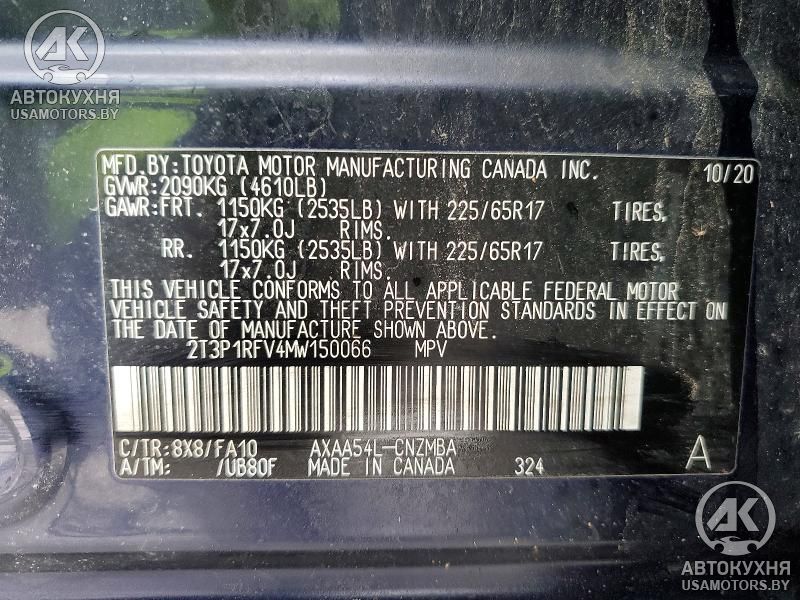 AK
АВТОКУХНЯ
USAMOTORS.BY
MFD.BY:TOYOTA MOTOR MANUFACTURING CANADA INC. 10/20
GVWR:2090KG (4610LB)
GAWR:FRT. 1150KG (2535LB) WITH 225/65R17 TIRES,
17x7.0J RIMS.
RR. 1150KG (2535LB) WITH 225/65R17 TIRES,
17x7.0J RIMS.
THIS VEHICLE CONFORMS TO ALL APPLICABLE FEDERAL MOTOR
VEHICLE SAFETY AND THEFT PREVENTION STANDARDS IN EFFECT ON
THE DATE OF MANUFACTURE SHOWN ABOVE.
2T3P1RFV4MW150066 MPV
C/TR:8X8/FA10 AXAA54L-CNZMBA
A/TM: /UB80F MADE IN CANADA 324 A
AK
АВТОКУХНЯ
USAMOTORS.BY